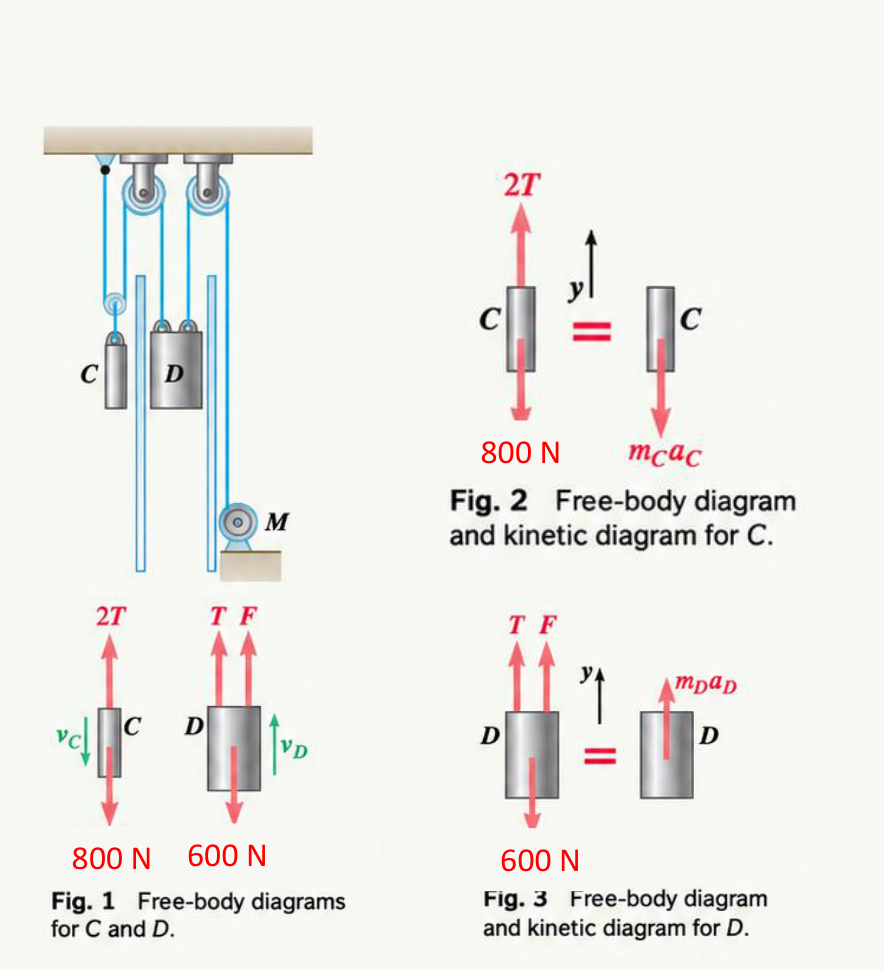 2T
y
C
C
C
D
800 N
m_C a_C
Fig. 2 Free-body diagram
and kinetic diagram for C.
M
2T
T F
v_C
C
D
v_D
800 N
600 N
Fig. 1 Free-body diagrams
for C and D.
T F
y
m_D a_D
D
D
600 N
Fig. 3 Free-body diagram
and kinetic diagram for D.